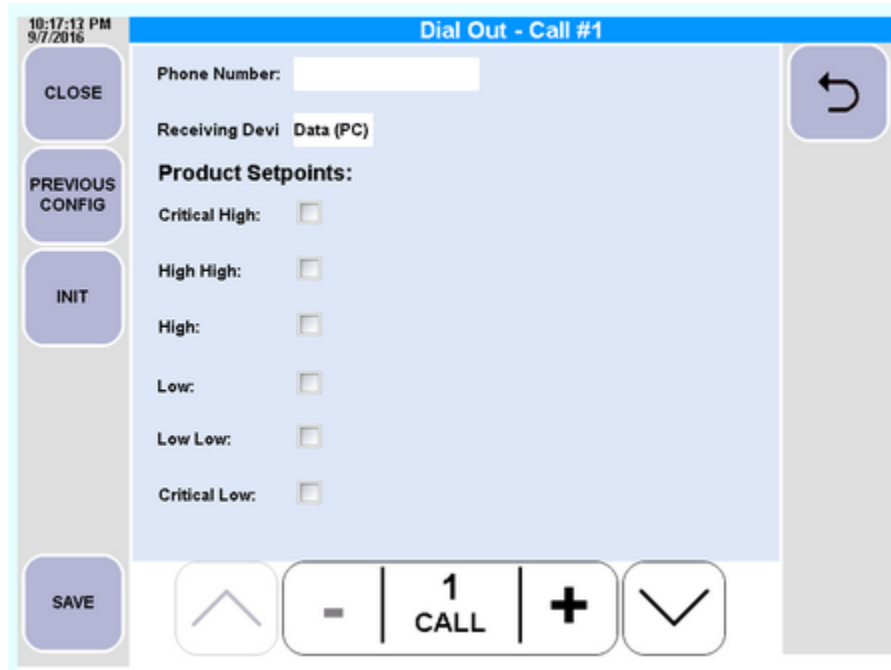 10:17:13 PM
9/7/2016
Dial Out - Call #1
CLOSE
PREVIOUS
CONFIG
INIT
SAVE
Phone Number:
Receiving Devi Data (PC)
Product Setpoints:
Critical High:
High High:
High:
Low:
Low Low:
Critical Low:
-
1
CALL
+